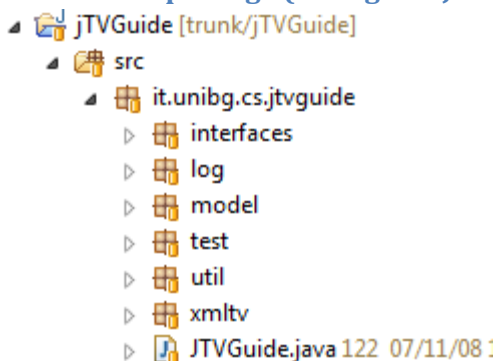 jTVGuide [trunk/jTVGuide]
src
it.unibg.cs.jtvguide
interfaces
log
model
test
util
xmltv
JTVGuide.java 122 07/11/08